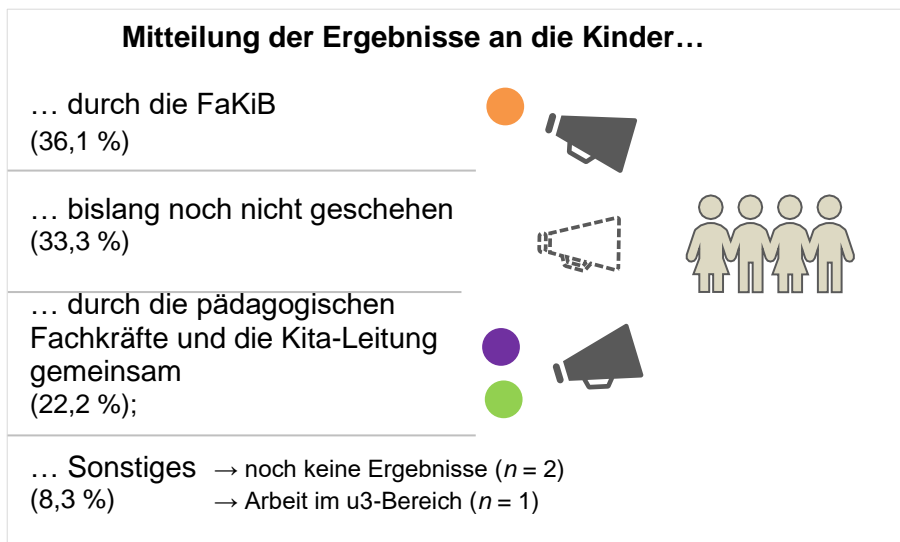 Mitteilung der Ergebnisse an die Kinder…
… durch die FaKiB
(36,1 %)
… bislang noch nicht geschehen
(33,3 %)
… durch die pädagogischen
Fachkräfte und die Kita-Leitung
gemeinsam
(22,2 %);
… Sonstiges → noch keine Ergebnisse (n = 2)
(8,3 %) → Arbeit im u3-Bereich (n = 1)